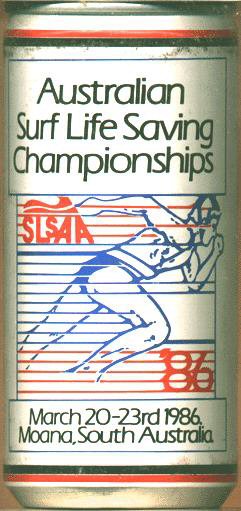 Australian
Surf Life Saving
Championships
SLSAA
'86
March 20-23rd 1986.
Moana, South Australia.